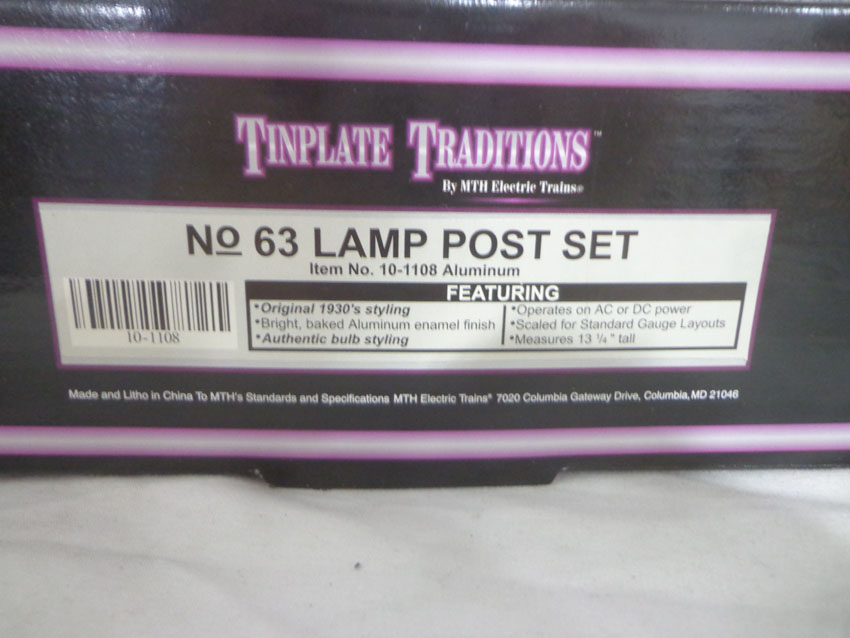 TINPLATE TRADITIONS™
By MTH Electric Trains®
No 63 LAMP POST SET
Item No. 10-1108 Aluminum
10-1108
FEATURING
•Original 1930's styling
•Bright, baked Aluminum enamel finish
•Authentic bulb styling
•Operates on AC or DC power
•Scaled for Standard Gauge Layouts
•Measures 13 ¼ " tall
Made and Litho in China To MTH's Standards and Specifications MTH Electric Trains® 7020 Columbia Gateway Drive, Columbia, MD 21046